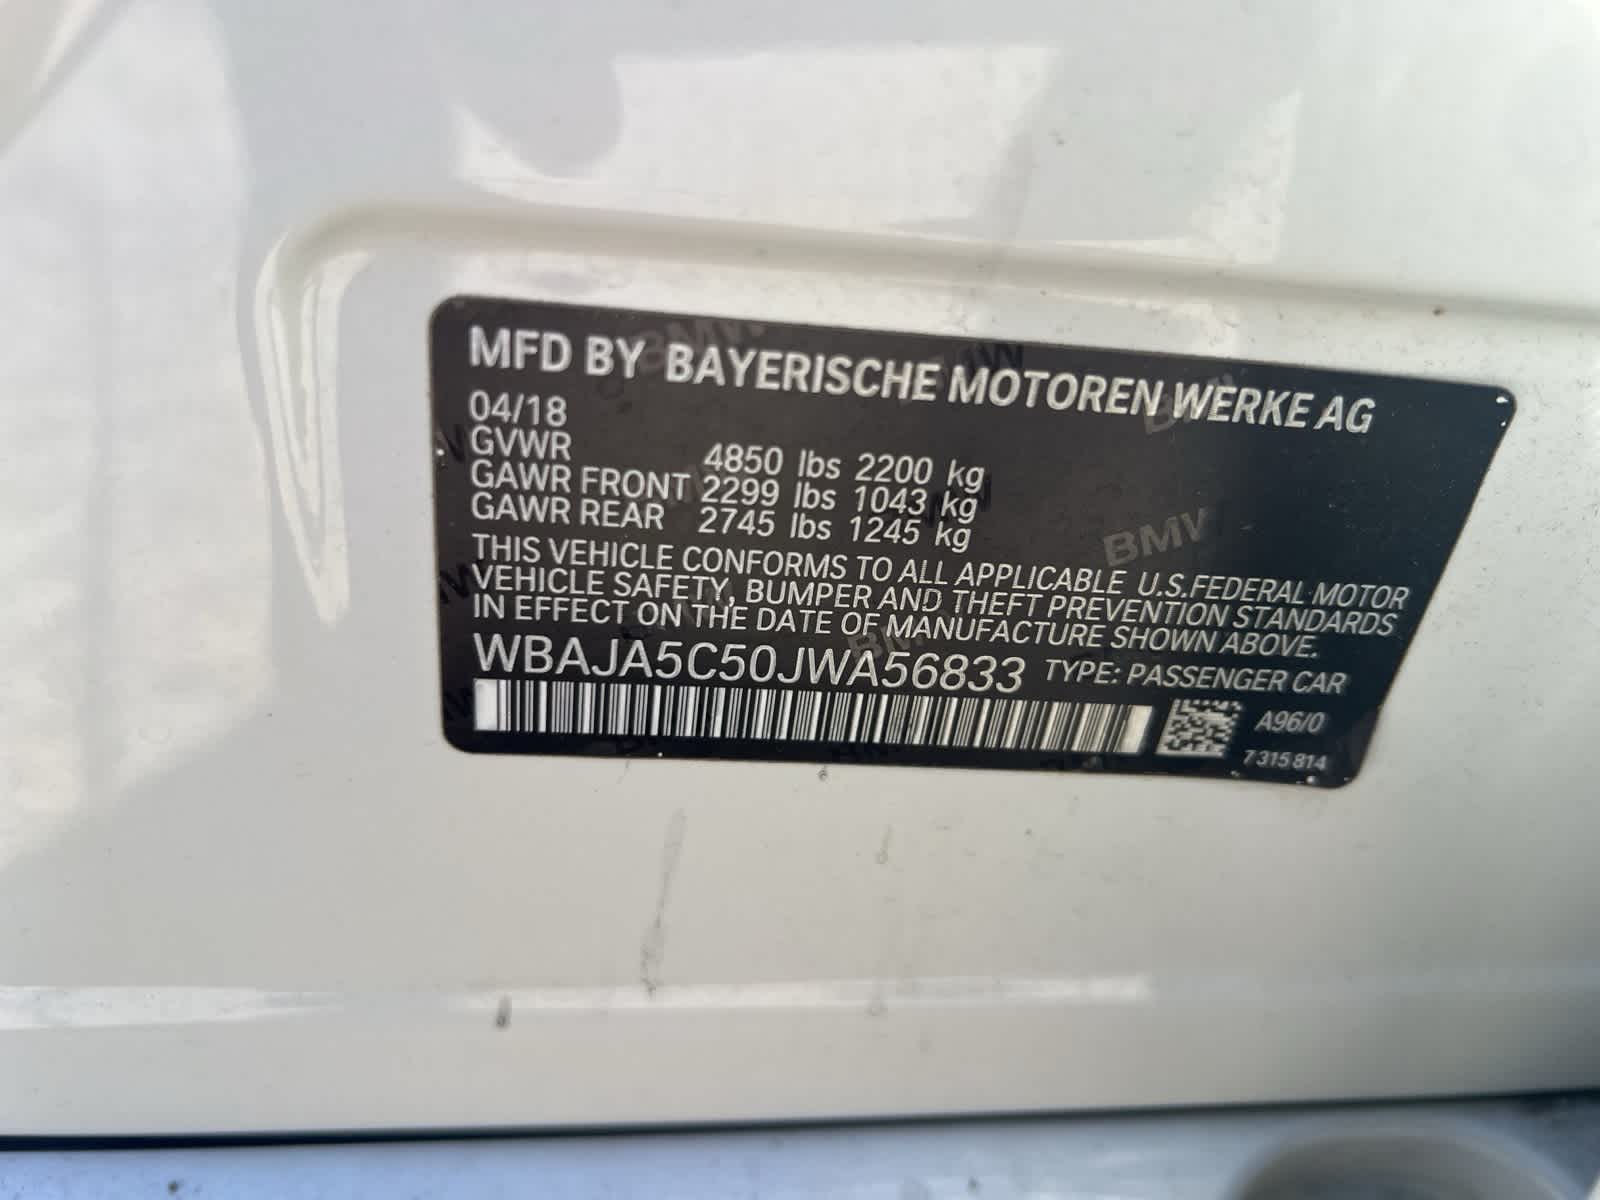 MFD BY BAYERISCHE MOTOREN WERKE AG
04/18
GVWR 4850 lbs 2200 kg
GAWR FRONT 2299 lbs 1043 kg
GAWR REAR 2745 lbs 1245 kg
THIS VEHICLE CONFORMS TO ALL APPLICABLE U.S.FEDERAL MOTOR
VEHICLE SAFETY, BUMPER AND THEFT PREVENTION STANDARDS
IN EFFECT ON THE DATE OF MANUFACTURE SHOWN ABOVE.
WBAJA5C50JWA56833 TYPE: PASSENGER CAR
A96/0
7 315 814
BMW